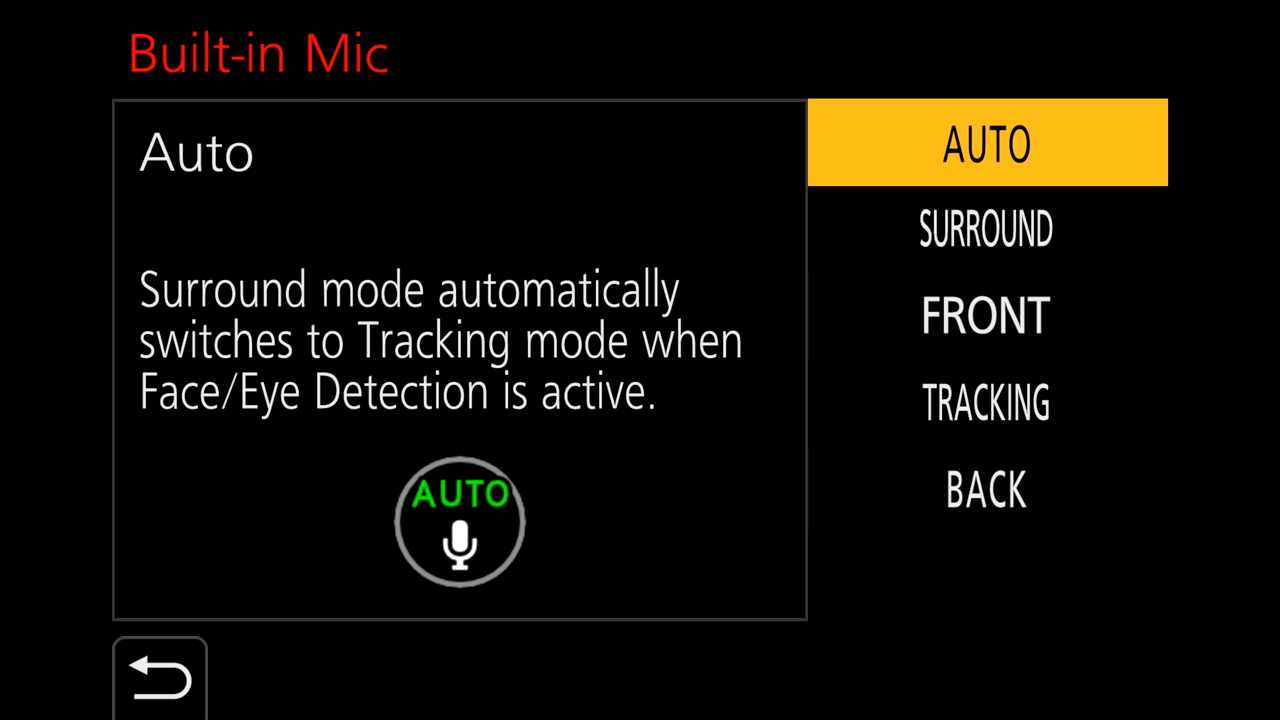 Built-in Mic
Auto
Surround mode automatically
switches to Tracking mode when
Face/Eye Detection is active.
AUTO
AUTO
SURROUND
FRONT
TRACKING
BACK